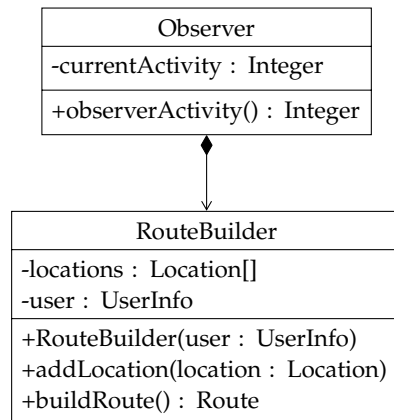 Observer
-currentActivity : Integer
+observerActivity() : Integer
RouteBuilder
-locations : Location[]
-user : UserInfo
+RouteBuilder(user : UserInfo)
+addLocation(location : Location)
+buildRoute() : Route